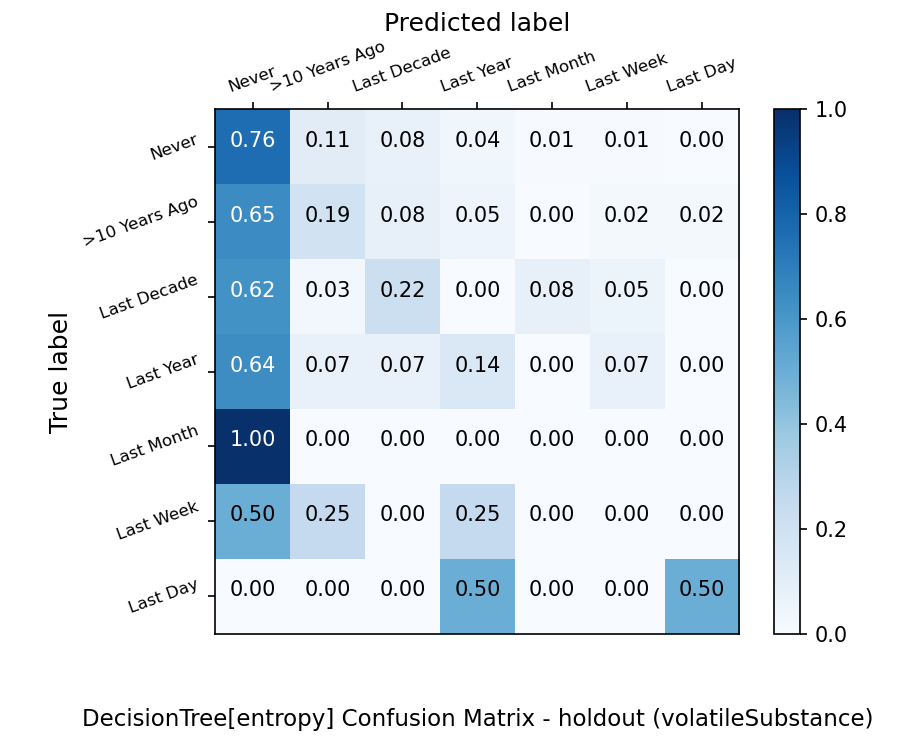 Predicted label
Never >10 Years Ago Last Decade Last Year Last Month Last Week Last Day
True label
Never 0.76 0.11 0.08 0.04 0.01 0.01 0.00
>10 Years Ago 0.65 0.19 0.08 0.05 0.00 0.02 0.02
Last Decade 0.62 0.03 0.22 0.00 0.08 0.05 0.00
Last Year 0.64 0.07 0.07 0.14 0.00 0.07 0.00
Last Month 1.00 0.00 0.00 0.00 0.00 0.00 0.00
Last Week 0.50 0.25 0.00 0.25 0.00 0.00 0.00
Last Day 0.00 0.00 0.00 0.50 0.00 0.00 0.50
1.0
0.8
0.6
0.4
0.2
0.0
DecisionTree[entropy] Confusion Matrix - holdout (volatileSubstance)